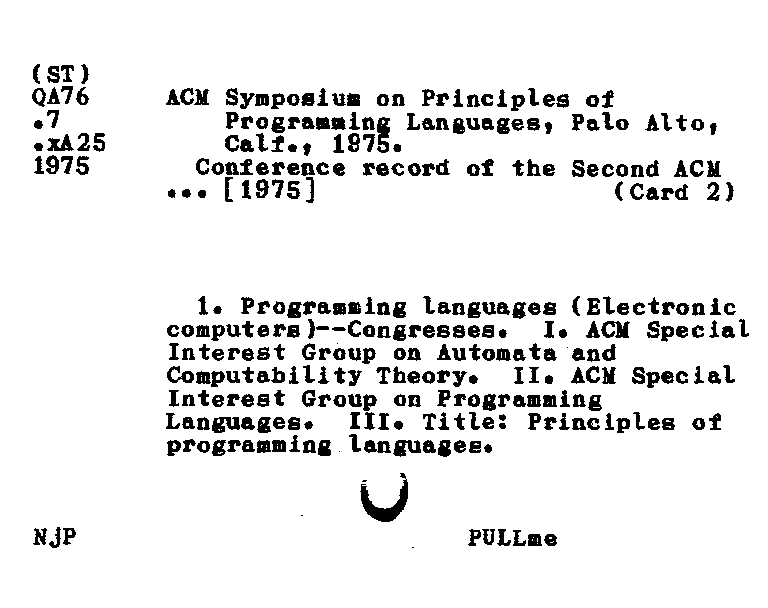 (ST)
QA76 ACM Symposium on Principles of
.7 Programming Languages, Palo Alto,
.xA25 Calf., 1975.
1975 Conference record of the Second ACM
... [1975] (Card 2)
1. Programming languages (Electronic
computers)--Congresses. I. ACM Special
Interest Group on Automata and
Computability Theory. II. ACM Special
Interest Group on Programming
Languages. III. Title: Principles of
programming languages.
NjP PULLme